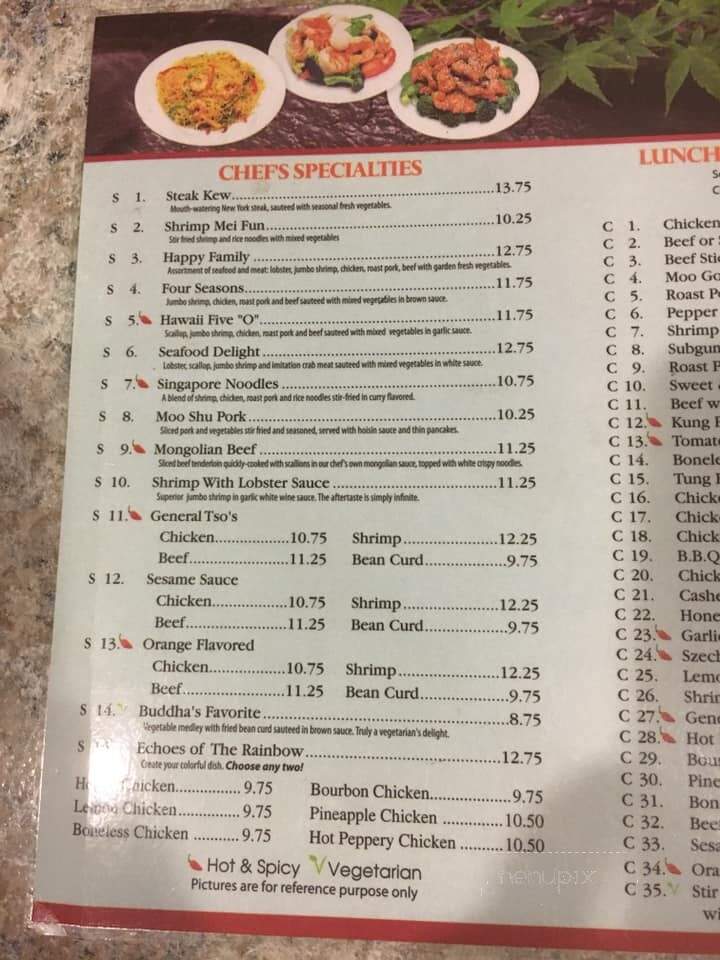 CHEF'S SPECIALTIES
S 1. Steak Kew 13.75
Mouth-watering New York steak, sauteed with seasonal fresh vegetables.
S 2. Shrimp Mei Fun 10.25
Stir fried shrimp and rice noodles with mixed vegetables
S 3. Happy Family 12.75
Assortment of seafood and meat: lobster, jumbo shrimp, chicken, roast pork, beef with garden fresh vegetables.
S 4. Four Seasons 11.75
Jumbo shrimp, chicken, roast pork and beef sauteed with mixed vegetables in brown sauce.
S 5. Hawaii Five "O" 11.75
Scallop, jumbo shrimp, chicken, roast pork and beef sauteed with mixed vegetables in garlic sauce.
S 6. Seafood Delight 12.75
Lobster, scallop, jumbo shrimp and imitation crab meat sauteed with mixed vegetables in white sauce.
S 7. Singapore Noodles 10.75
A blend of shrimp, chicken, roast pork and rice noodles stir-fried in curry flavored.
S 8. Moo Shu Pork 10.25
Sliced pork and vegetables stir fried and seasoned, served with hoisin sauce and thin pancakes.
S 9. Mongolian Beef 11.25
Sliced beef tenderloin quickly-cooked with scallions in our chef's own mongolian sauce, topped with white crispy noodles.
S 10. Shrimp With Lobster Sauce 11.25
Superior jumbo shrimp in garlic white wine sauce. The aftertaste is simply infinite.
S 11. General Tso's
Chicken 10.75 Shrimp 12.25
Beef 11.25 Bean Curd 9.75
S 12. Sesame Sauce
Chicken 10.75 Shrimp 12.25
Beef 11.25 Bean Curd 9.75
S 13. Orange Flavored
Chicken 10.75 Shrimp 12.25
Beef 11.25 Bean Curd 9.75
S 14. Buddha's Favorite 8.75
Vegetable medley with fried bean curd sauteed in brown sauce. Truly a vegetarian's delight.
S Echoes of The Rainbow 12.75
Create your colorful dish. Choose any two!
Chicken 9.75 Bourbon Chicken 9.75
Lemon Chicken 9.75 Pineapple Chicken 10.50
Boneless Chicken 9.75 Hot Peppery Chicken 10.50
Hot & Spicy Vegetarian
Pictures are for reference purpose only
menupix
LUNCH
C 1. Chicken
C 2. Beef or
C 3. Beef
C 4. Moo
C 5. Roast
C 6. Pepper
C 7. Shrimp
C 8. Subgum
C 9. Roast
C 10. Sweet
C 11. Beef
C 12. Kung
C 13.
C 14.
C 15. Tung
C 16.
C 17.
C 18.
C 19. B.B.Q
C 20.
C 21.
C 22.
C 23.
C 24.
C 25.
C 26.
C 27.
C 28. Hot
C 29.
C 30.
C 31.
C 32.
C 33.
C 34.
C 35. Stir